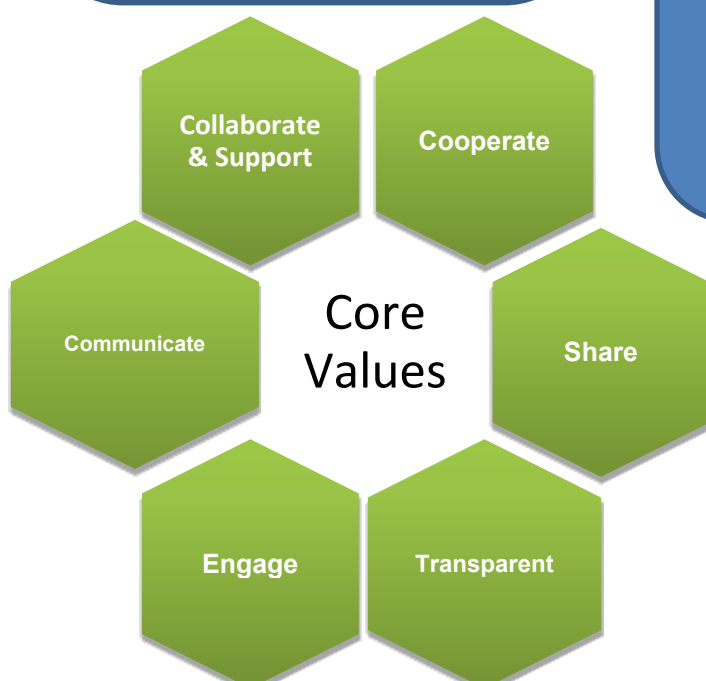 Collaborate
& Support
Cooperate
Communicate
Core
Values
Share
Engage
Transparent